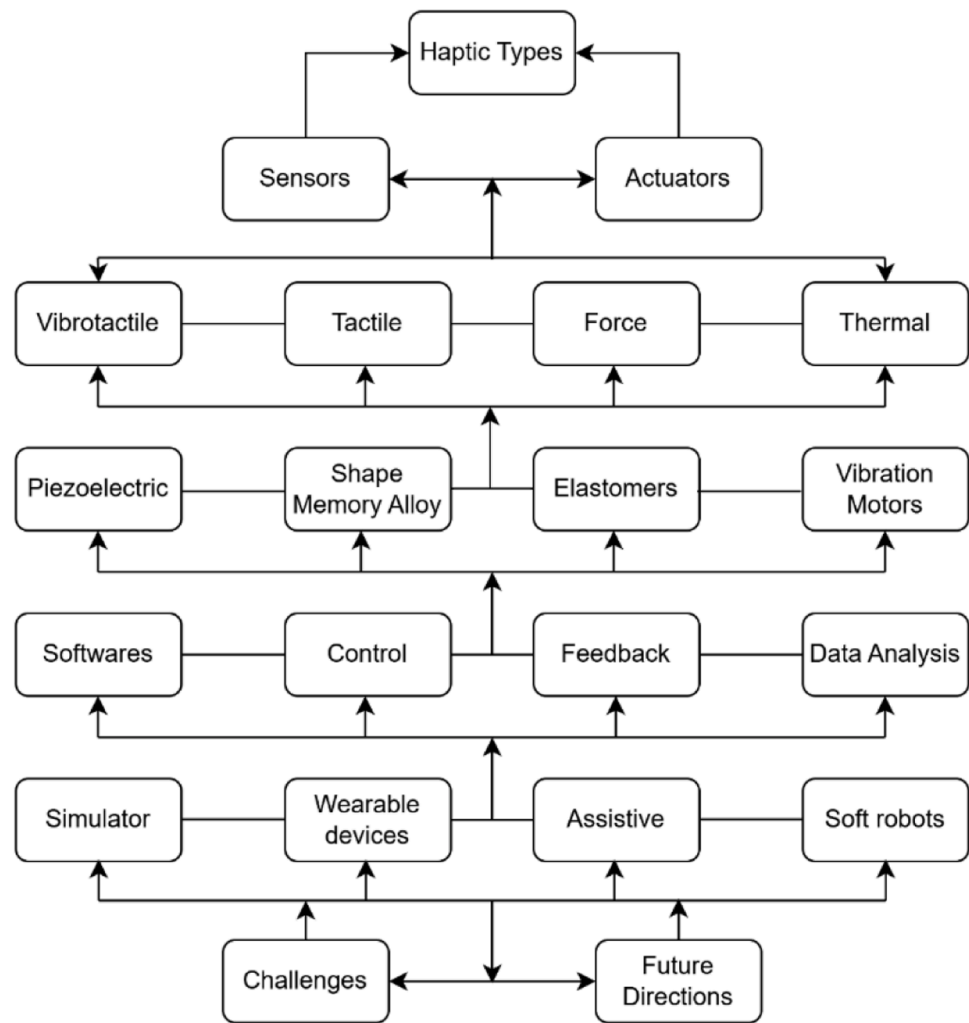 Haptic Types
Sensors
Actuators
Vibrotactile
Tactile
Force
Thermal
Piezoelectric
Shape
Memory Alloy
Elastomers
Vibration
Motors
Softwares
Control
Feedback
Data Analysis
Simulator
Wearable
devices
Assistive
Soft robots
Challenges
Future
Directions